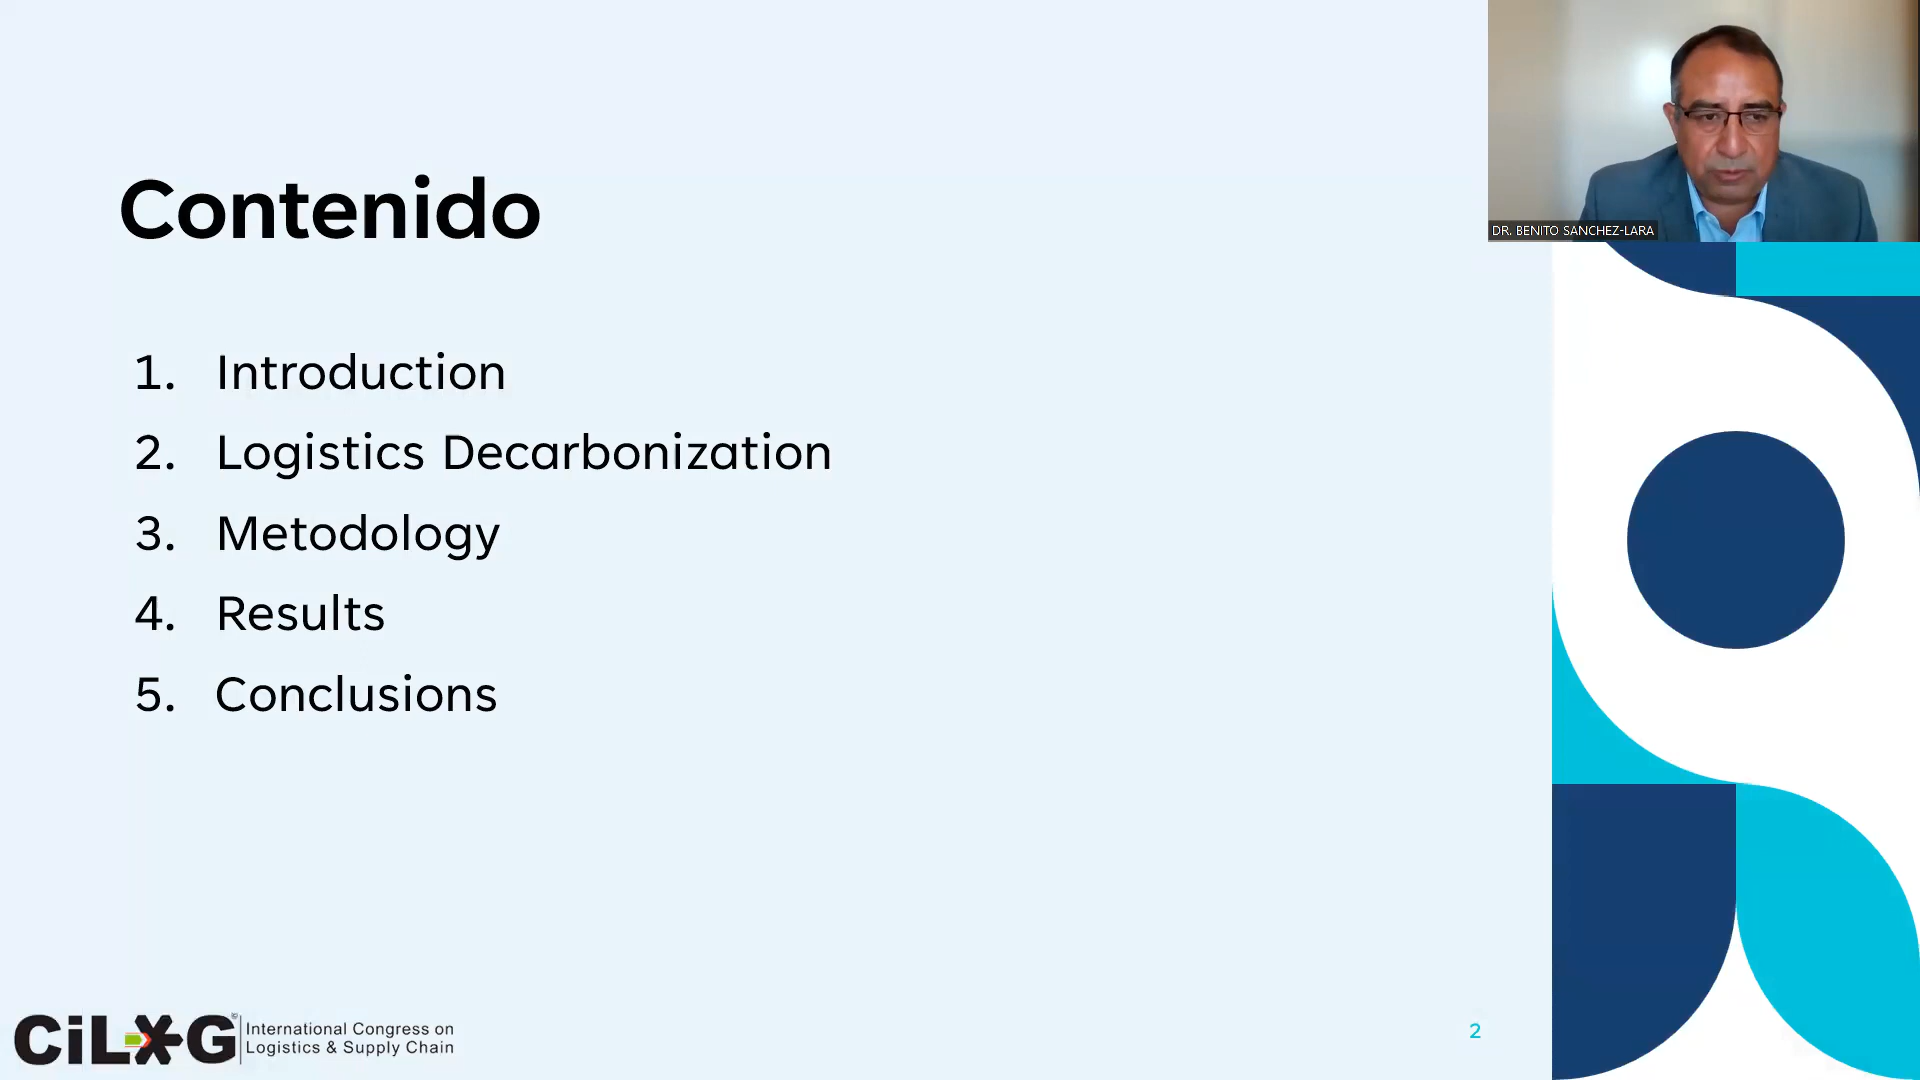 Contenido
1. Introduction
2. Logistics Decarbonization
3. Metodology
4. Results
5. Conclusions
DR. BENITO SANCHEZ-LARA
CiLOG
International Congress on
Logistics & Supply Chain
2